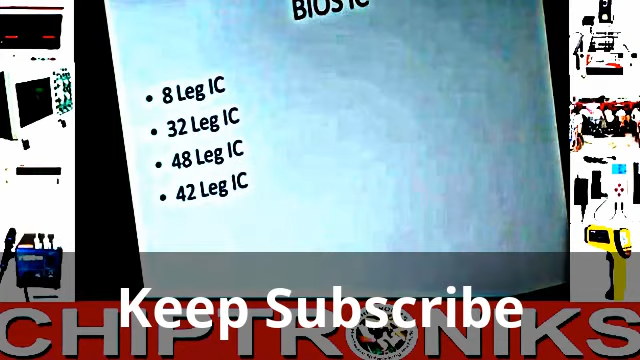 BIOS IC
• 8 Leg IC
• 32 Leg IC
• 48 Leg IC
• 42 Leg IC
Keep Subscribe
CHIPTRONIKS